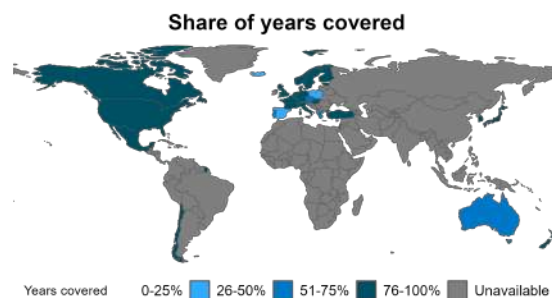 Share of years covered
Years covered 0-25% 26-50% 51-75% 76-100% Unavailable